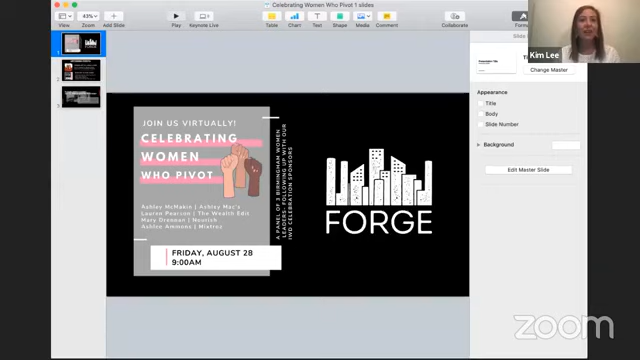 Celebrating Women Who Pivot 1 slides
43%
View
Zoom
Add Slide
Play
Keynote Live
Table
Chart
Text
Shape
Media
Comment
Kim Lee
Change Master
Appearance
Title
Body
Slide Number
Background
Edit Master Slide
JOIN US VIRTUALLY!
CELEBRATING
WOMEN
WHO PIVOT
Ashley McMakin | Ashley Mac's
Lauren Pearson | The Wealth Edit
Mary Drennen | Nourish
Ashlee Ammons | Mixtroz
FRIDAY, AUGUST 28
9:00AM
A PANEL OF 3 BIRMINGHAM WOMEN
LEADERS- FOLLOWING UP WITH OUR
IWD CELEBRATION SPONSORS
FORGE
zoom